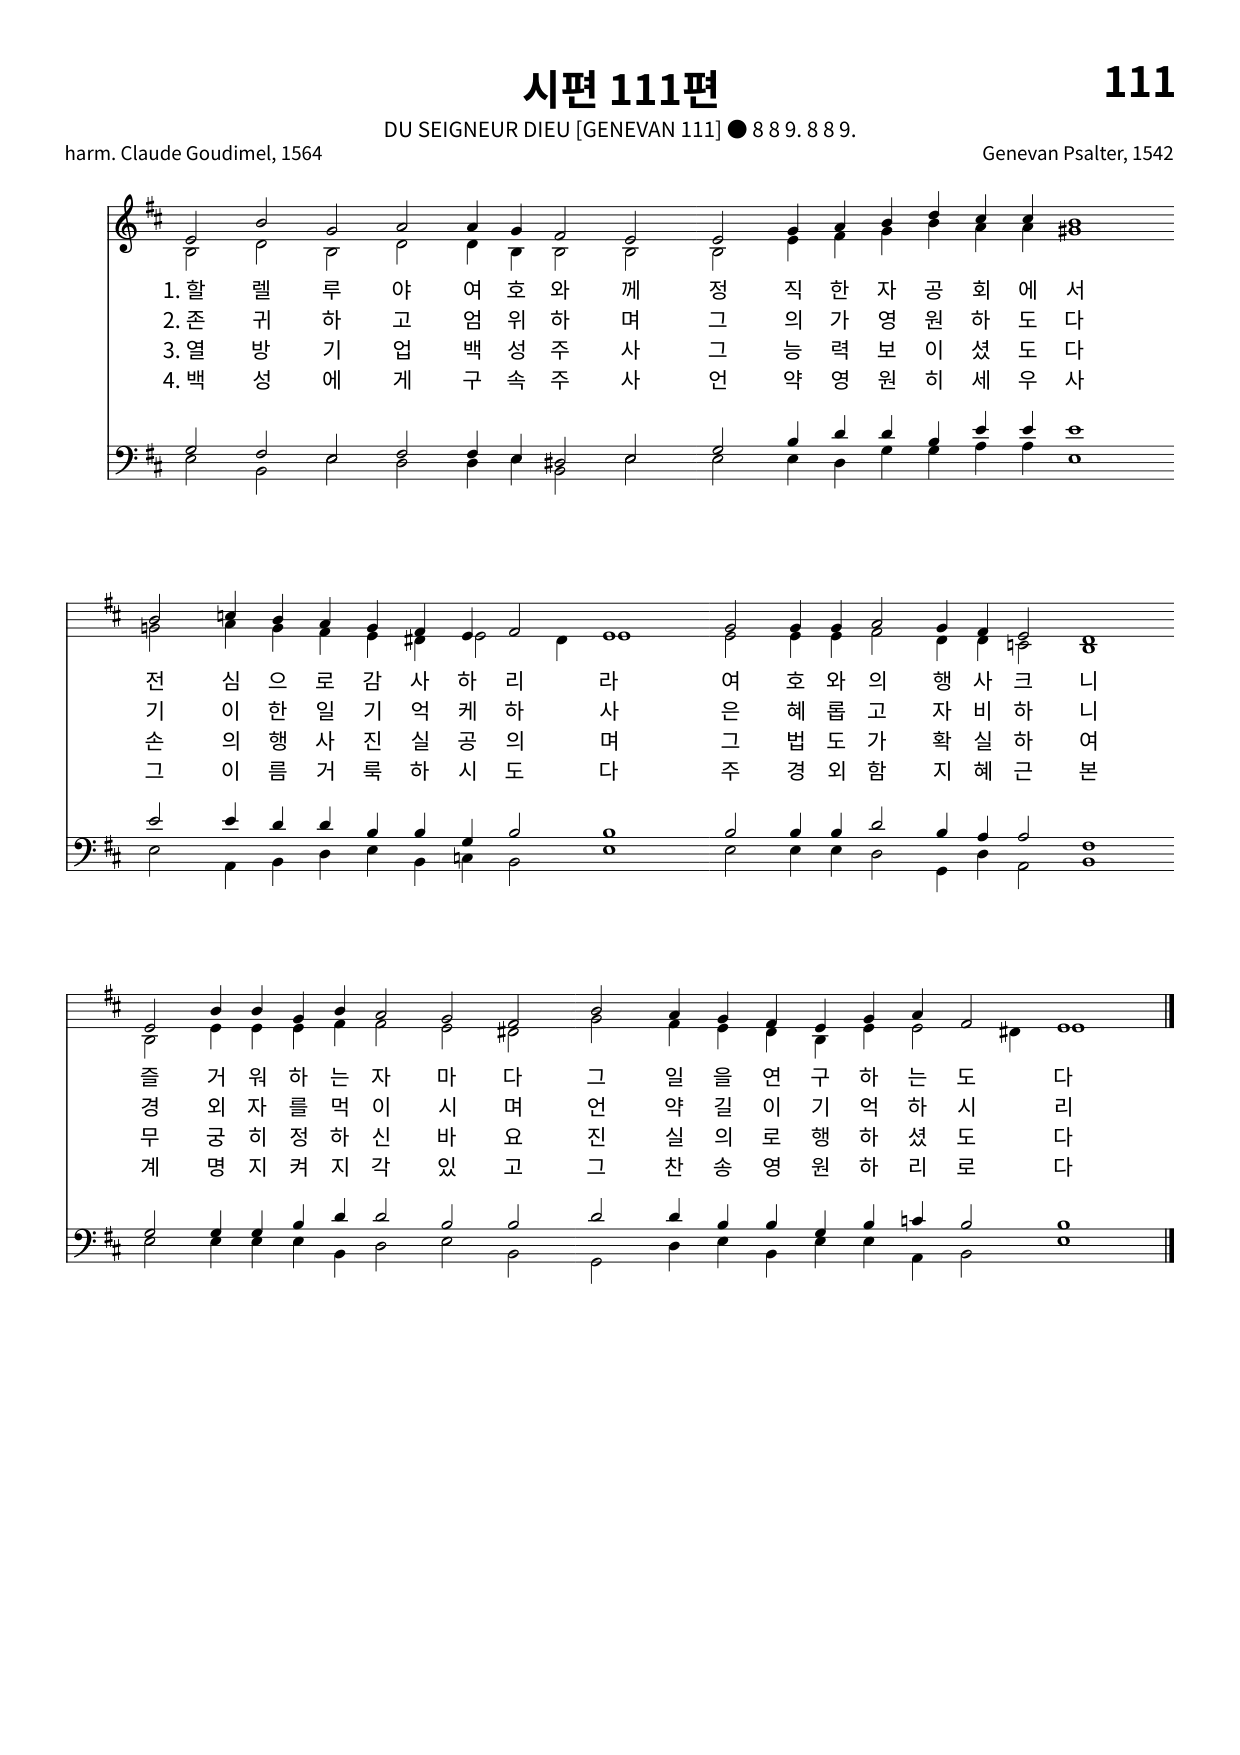 시편 111편
111
DU SEIGNEUR DIEU [GENEVAN 111] ● 8 8 9. 8 8 9.
harm. Claude Goudimel, 1564
Genevan Psalter, 1542
1. 할 렐 루 야 여 호 와 께 정 직 한 자 공 회 에 서
2. 존 귀 하 고 엄 위 하 며 그 의 가 영 원 하 도 다
3. 열 방 기 업 백 성 주 사 그 능 력 보 이 셨 도 다
4. 백 성 에 게 구 속 주 사 언 약 영 원 히 세 우 사
전 심 으 로 감 사 하 리 라 여 호 와 의 행 사 크 니
기 이 한 일 기 억 케 하 사 은 혜 롭 고 자 비 하 니
손 의 행 사 진 실 공 의 며 그 법 도 가 확 실 하 여
그 이 름 거 룩 하 시 도 다 주 경 외 함 지 혜 근 본
즐 거 워 하 는 자 마 다 그 일 을 연 구 하 는 도 다
경 외 자 를 먹 이 시 며 언 약 길 이 기 억 하 시 리
무 궁 히 정 하 신 바 요 진 실 의 로 행 하 셨 도 다
계 명 지 켜 지 각 있 고 그 찬 송 영 원 하 리 로 다